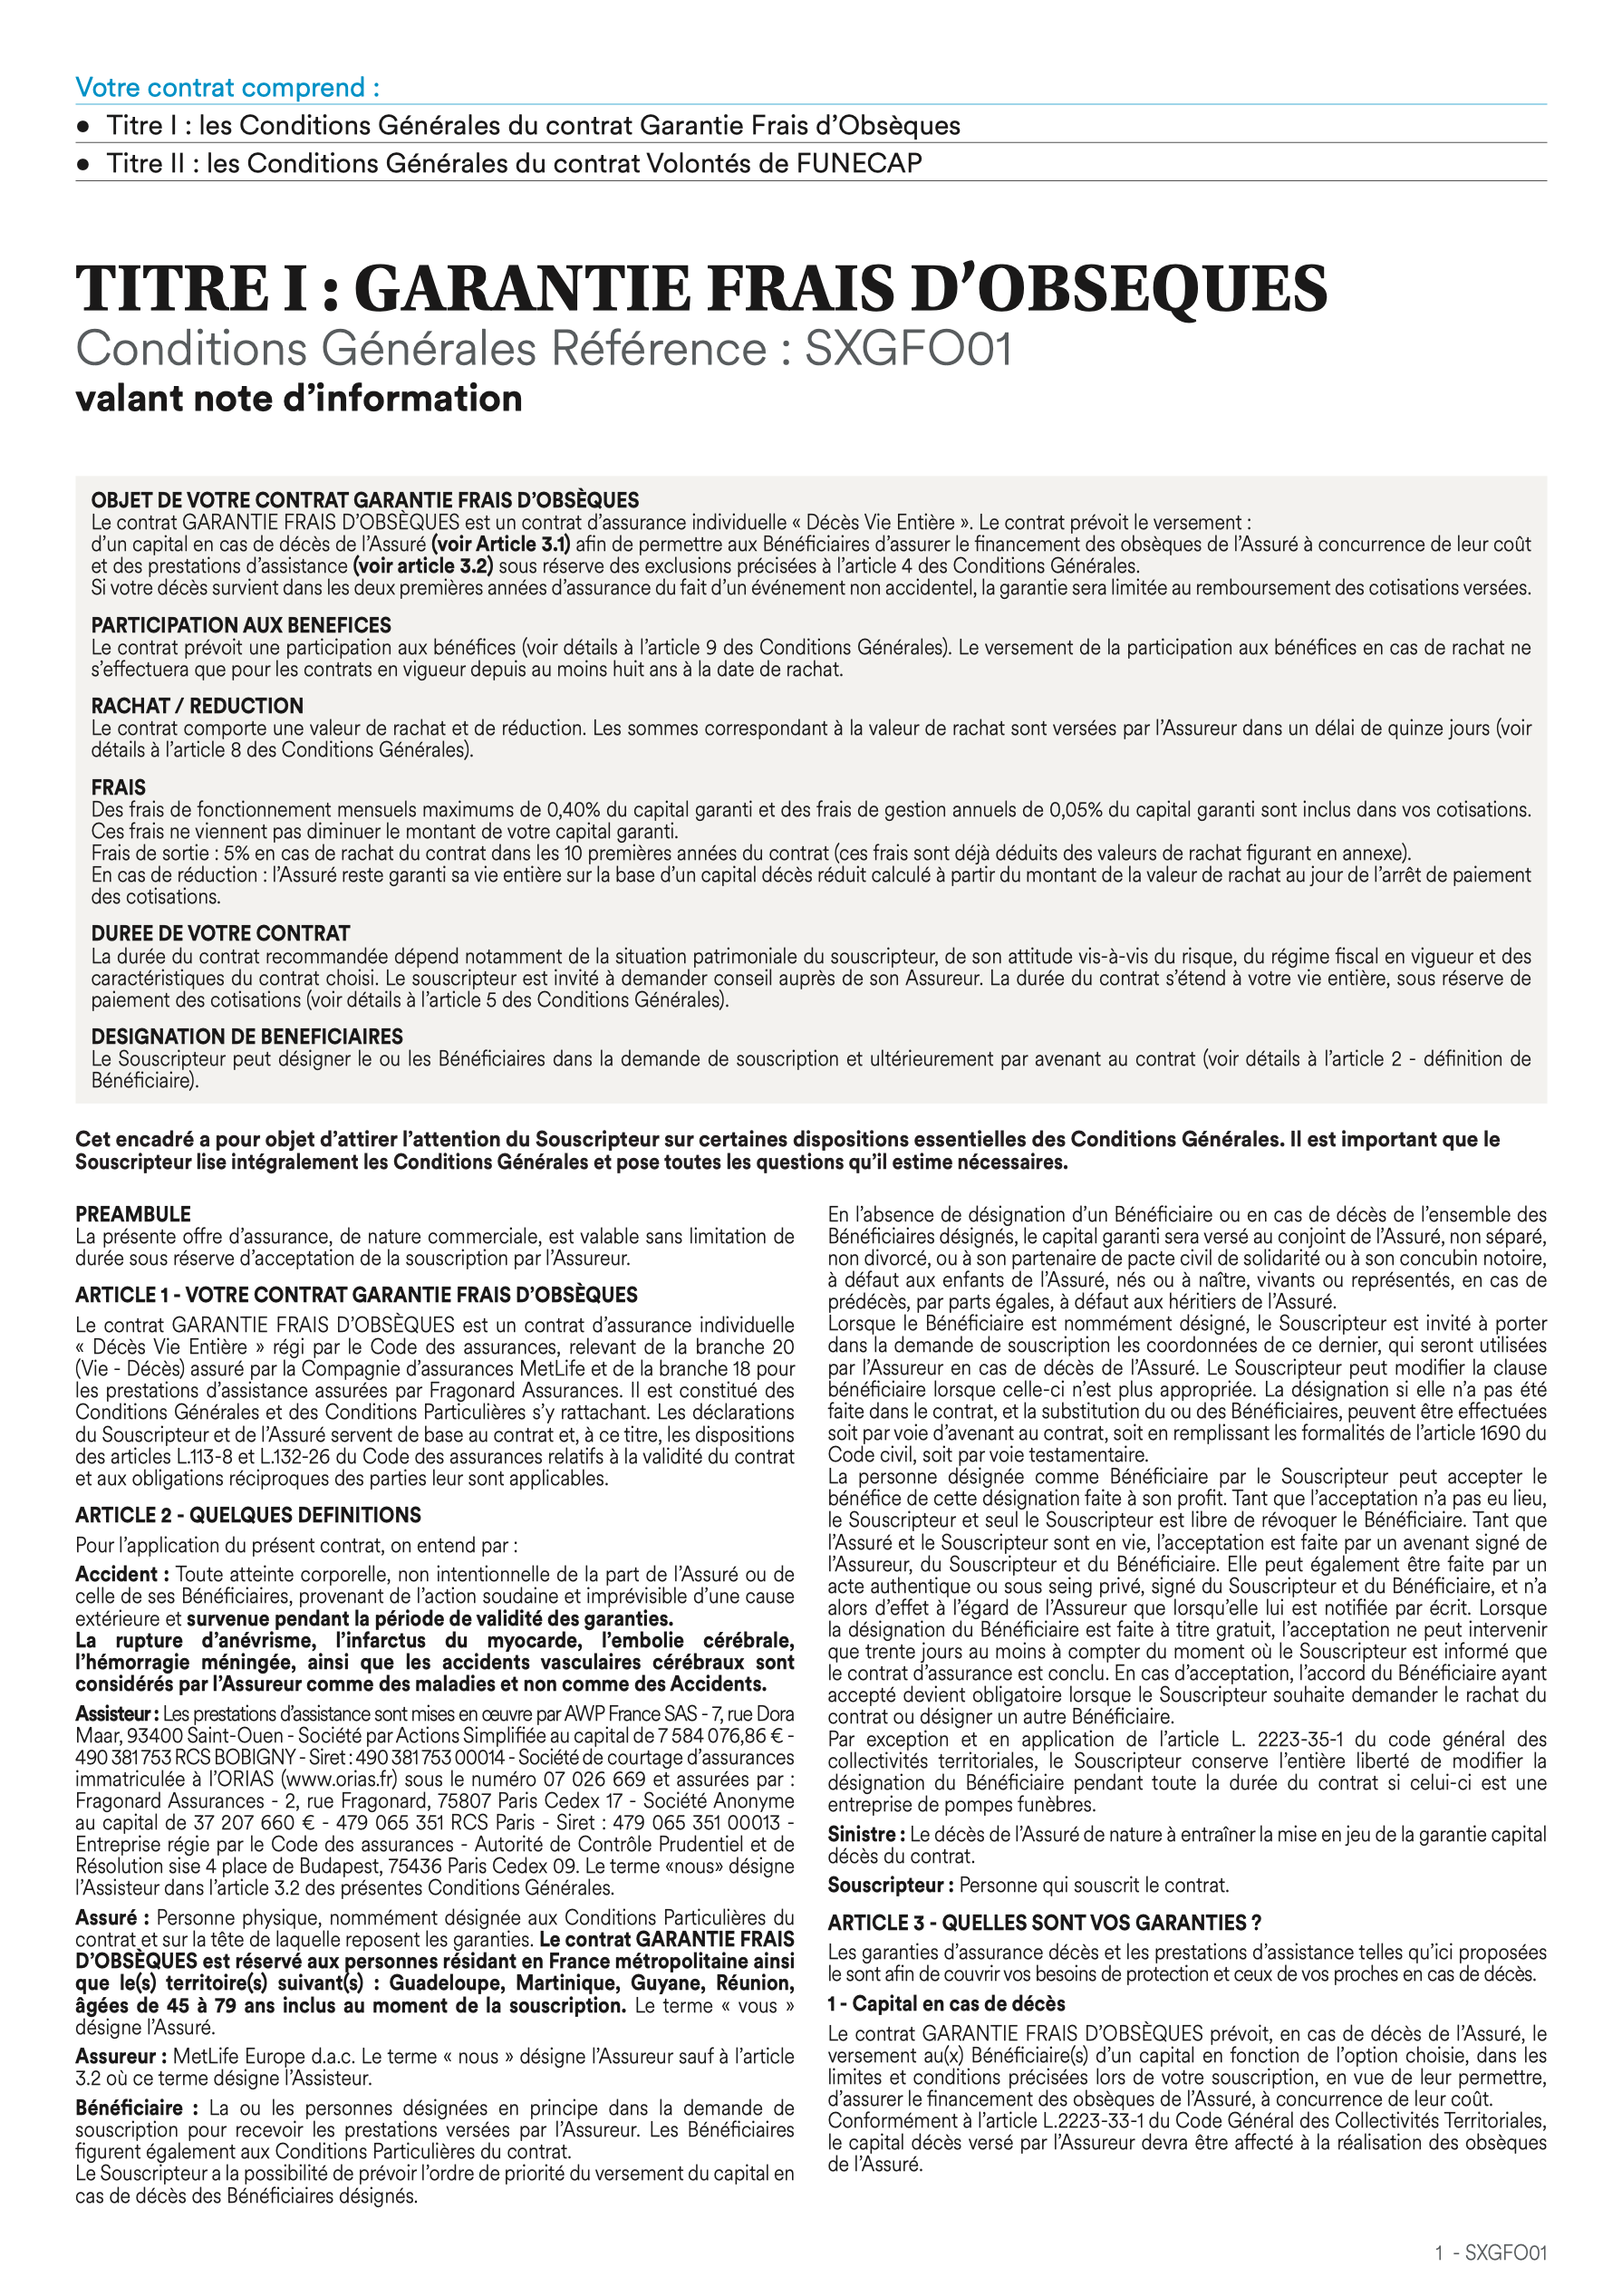 Votre contrat comprend :
● Titre I : les Conditions Générales du contrat Garantie Frais d’Obsèques
● Titre II : les Conditions Générales du contrat Volontés de FUNECAP
TITRE I : GARANTIE FRAIS D’OBSEQUES
Conditions Générales Référence : SXGFO01
valant note d’information
OBJET DE VOTRE CONTRAT GARANTIE FRAIS D’OBSÈQUES
Le contrat GARANTIE FRAIS D’OBSÈQUES est un contrat d’assurance individuelle « Décès Vie Entière ». Le contrat prévoit le versement :
d’un capital en cas de décès de l’Assuré (voir Article 3.1) afin de permettre aux Bénéficiaires d’assurer le financement des obsèques de l’Assuré à concurrence de leur coût
et des prestations d’assistance (voir article 3.2) sous réserve des exclusions précisées à l’article 4 des Conditions Générales.
Si votre décès survient dans les deux premières années d’assurance du fait d’un événement non accidentel, la garantie sera limitée au remboursement des cotisations versées.
PARTICIPATION AUX BENEFICES
Le contrat prévoit une participation aux bénéfices (voir détails à l’article 9 des Conditions Générales). Le versement de la participation aux bénéfices en cas de rachat ne
s’effectuera que pour les contrats en vigueur depuis au moins huit ans à la date de rachat.
RACHAT / REDUCTION
Le contrat comporte une valeur de rachat et de réduction. Les sommes correspondant à la valeur de rachat sont versées par l’Assureur dans un délai de quinze jours (voir
détails à l’article 8 des Conditions Générales).
FRAIS
Des frais de fonctionnement mensuels maximums de 0,40% du capital garanti et des frais de gestion annuels de 0,05% du capital garanti sont inclus dans vos cotisations.
Ces frais ne viennent pas diminuer le montant de votre capital garanti.
Frais de sortie : 5% en cas de rachat du contrat dans les 10 premières années du contrat (ces frais sont déjà déduits des valeurs de rachat figurant en annexe).
En cas de réduction : l’Assuré reste garanti sa vie entière sur la base d’un capital décès réduit calculé à partir du montant de la valeur de rachat au jour de l’arrêt de paiement
des cotisations.
DUREE DE VOTRE CONTRAT
La durée du contrat recommandée dépend notamment de la situation patrimoniale du souscripteur, de son attitude vis-à-vis du risque, du régime fiscal en vigueur et des
caractéristiques du contrat choisi. Le souscripteur est invité à demander conseil auprès de son Assureur. La durée du contrat s’étend à votre vie entière, sous réserve de
paiement des cotisations (voir détails à l’article 5 des Conditions Générales).
DESIGNATION DE BENEFICIAIRES
Le Souscripteur peut désigner le ou les Bénéficiaires dans la demande de souscription et ultérieurement par avenant au contrat (voir détails à l’article 2 - définition de
Bénéficiaire).
Cet encadré a pour objet d’attirer l’attention du Souscripteur sur certaines dispositions essentielles des Conditions Générales. Il est important que le
Souscripteur lise intégralement les Conditions Générales et pose toutes les questions qu’il estime nécessaires.
PREAMBULE
La présente offre d’assurance, de nature commerciale, est valable sans limitation de
durée sous réserve d’acceptation de la souscription par l’Assureur.
ARTICLE 1 - VOTRE CONTRAT GARANTIE FRAIS D’OBSÈQUES
Le contrat GARANTIE FRAIS D’OBSÈQUES est un contrat d’assurance individuelle
« Décès Vie Entière » régi par le Code des assurances, relevant de la branche 20
(Vie - Décès) assuré par la Compagnie d’assurances MetLife et de la branche 18 pour
les prestations d’assistance assurées par Fragonard Assurances. Il est constitué des
Conditions Générales et des Conditions Particulières s’y rattachant. Les déclarations
du Souscripteur et de l’Assuré servent de base au contrat et, à ce titre, les dispositions
des articles L.113-8 et L.132-26 du Code des assurances relatifs à la validité du contrat
et aux obligations réciproques des parties leur sont applicables.
ARTICLE 2 - QUELQUES DEFINITIONS
Pour l’application du présent contrat, on entend par :
Accident : Toute atteinte corporelle, non intentionnelle de la part de l’Assuré ou de
celle de ses Bénéficiaires, provenant de l’action soudaine et imprévisible d’une cause
extérieure et survenue pendant la période de validité des garanties.
La rupture d’anévrisme, l’infarctus du myocarde, l’embolie cérébrale,
l’hémorragie méningée, ainsi que les accidents vasculaires cérébraux sont
considérés par l’Assureur comme des maladies et non comme des Accidents.
Assisteur : Les prestations d’assistance sont mises en œuvre par AWP France SAS - 7, rue Dora
Maar, 93400 Saint-Ouen - Société par Actions Simplifiée au capital de 7 584 076,86 € -
490 381 753 RCS BOBIGNY - Siret : 490 381 753 00014 - Société de courtage d’assurances
immatriculée à l’ORIAS (www.orias.fr) sous le numéro 07 026 669 et assurées par :
Fragonard Assurances - 2, rue Fragonard, 75807 Paris Cedex 17 - Société Anonyme
au capital de 37 207 660 € - 479 065 351 RCS Paris - Siret : 479 065 351 00013 -
Entreprise régie par le Code des assurances - Autorité de Contrôle Prudentiel et de
Résolution sise 4 place de Budapest, 75436 Paris Cedex 09. Le terme «nous» désigne
l’Assisteur dans l’article 3.2 des présentes Conditions Générales.
Assuré : Personne physique, nommément désignée aux Conditions Particulières du
contrat et sur la tête de laquelle reposent les garanties. Le contrat GARANTIE FRAIS
D’OBSÈQUES est réservé aux personnes résidant en France métropolitaine ainsi
que le(s) territoire(s) suivant(s) : Guadeloupe, Martinique, Guyane, Réunion,
âgées de 45 à 79 ans inclus au moment de la souscription. Le terme « vous »
désigne l’Assuré.
Assureur : MetLife Europe d.a.c. Le terme « nous » désigne l’Assureur sauf à l’article
3.2 où ce terme désigne l’Assisteur.
Bénéficiaire : La ou les personnes désignées en principe dans la demande de
souscription pour recevoir les prestations versées par l’Assureur. Les Bénéficiaires
figurent également aux Conditions Particulières du contrat.
Le Souscripteur a la possibilité de prévoir l’ordre de priorité du versement du capital en
cas de décès des Bénéficiaires désignés.
En l’absence de désignation d’un Bénéficiaire ou en cas de décès de l’ensemble des
Bénéficiaires désignés, le capital garanti sera versé au conjoint de l’Assuré, non séparé,
non divorcé, ou à son partenaire de pacte civil de solidarité ou à son concubin notoire,
à défaut aux enfants de l’Assuré, nés ou à naître, vivants ou représentés, en cas de
prédécès, par parts égales, à défaut aux héritiers de l’Assuré.
Lorsque le Bénéficiaire est nommément désigné, le Souscripteur est invité à porter
dans la demande de souscription les coordonnées de ce dernier, qui seront utilisées
par l’Assureur en cas de décès de l’Assuré. Le Souscripteur peut modifier la clause
bénéficiaire lorsque celle-ci n’est plus appropriée. La désignation si elle n’a pas été
faite dans le contrat, et la substitution du ou des Bénéficiaires, peuvent être effectuées
soit par voie d’avenant au contrat, soit en remplissant les formalités de l’article 1690 du
Code civil, soit par voie testamentaire.
La personne désignée comme Bénéficiaire par le Souscripteur peut accepter le
bénéfice de cette désignation faite à son profit. Tant que l’acceptation n’a pas eu lieu,
le Souscripteur et seul le Souscripteur est libre de révoquer le Bénéficiaire. Tant que
l’Assuré et le Souscripteur sont en vie, l’acceptation est faite par un avenant signé de
l’Assureur, du Souscripteur et du Bénéficiaire. Elle peut également être faite par un
acte authentique ou sous seing privé, signé du Souscripteur et du Bénéficiaire, et n’a
alors d’effet à l’égard de l’Assureur que lorsqu’elle lui est notifiée par écrit. Lorsque
la désignation du Bénéficiaire est faite à titre gratuit, l’acceptation ne peut intervenir
que trente jours au moins à compter du moment où le Souscripteur est informé que
le contrat d’assurance est conclu. En cas d’acceptation, l’accord du Bénéficiaire ayant
accepté devient obligatoire lorsque le Souscripteur souhaite demander le rachat du
contrat ou désigner un autre Bénéficiaire.
Par exception et en application de l’article L. 2223-35-1 du code général des
collectivités territoriales, le Souscripteur conserve l’entière liberté de modifier la
désignation du Bénéficiaire pendant toute la durée du contrat si celui-ci est une
entreprise de pompes funèbres.
Sinistre : Le décès de l’Assuré de nature à entraîner la mise en jeu de la garantie capital
décès du contrat.
Souscripteur : Personne qui souscrit le contrat.
ARTICLE 3 - QUELLES SONT VOS GARANTIES ?
Les garanties d’assurance décès et les prestations d’assistance telles qu’ici proposées
le sont afin de couvrir vos besoins de protection et ceux de vos proches en cas de décès.
1 - Capital en cas de décès
Le contrat GARANTIE FRAIS D’OBSÈQUES prévoit, en cas de décès de l’Assuré, le
versement au(x) Bénéficiaire(s) d’un capital en fonction de l’option choisie, dans les
limites et conditions précisées lors de votre souscription, en vue de leur permettre,
d’assurer le financement des obsèques de l’Assuré, à concurrence de leur coût.
Conformément à l’article L.2223-33-1 du Code Général des Collectivités Territoriales,
le capital décès versé par l’Assureur devra être affecté à la réalisation des obsèques
de l’Assuré.
1 - SXGFO01